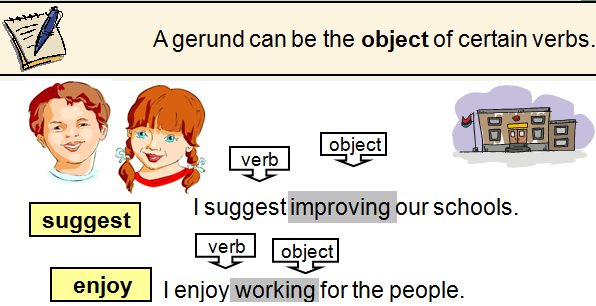 A gerund can be the object of certain verbs.
verb object
suggest I suggest improving our schools.
verb object
enjoy I enjoy working for the people.